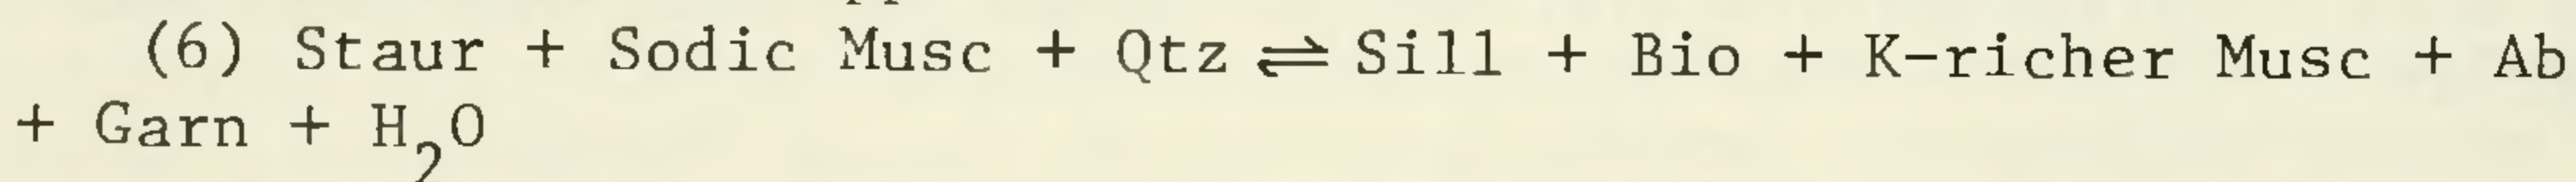 (6) Staur + Sodic Musc + Qtz ⇌ Sill + Bio + K-richer Musc + Ab
+ Garn + H₂O